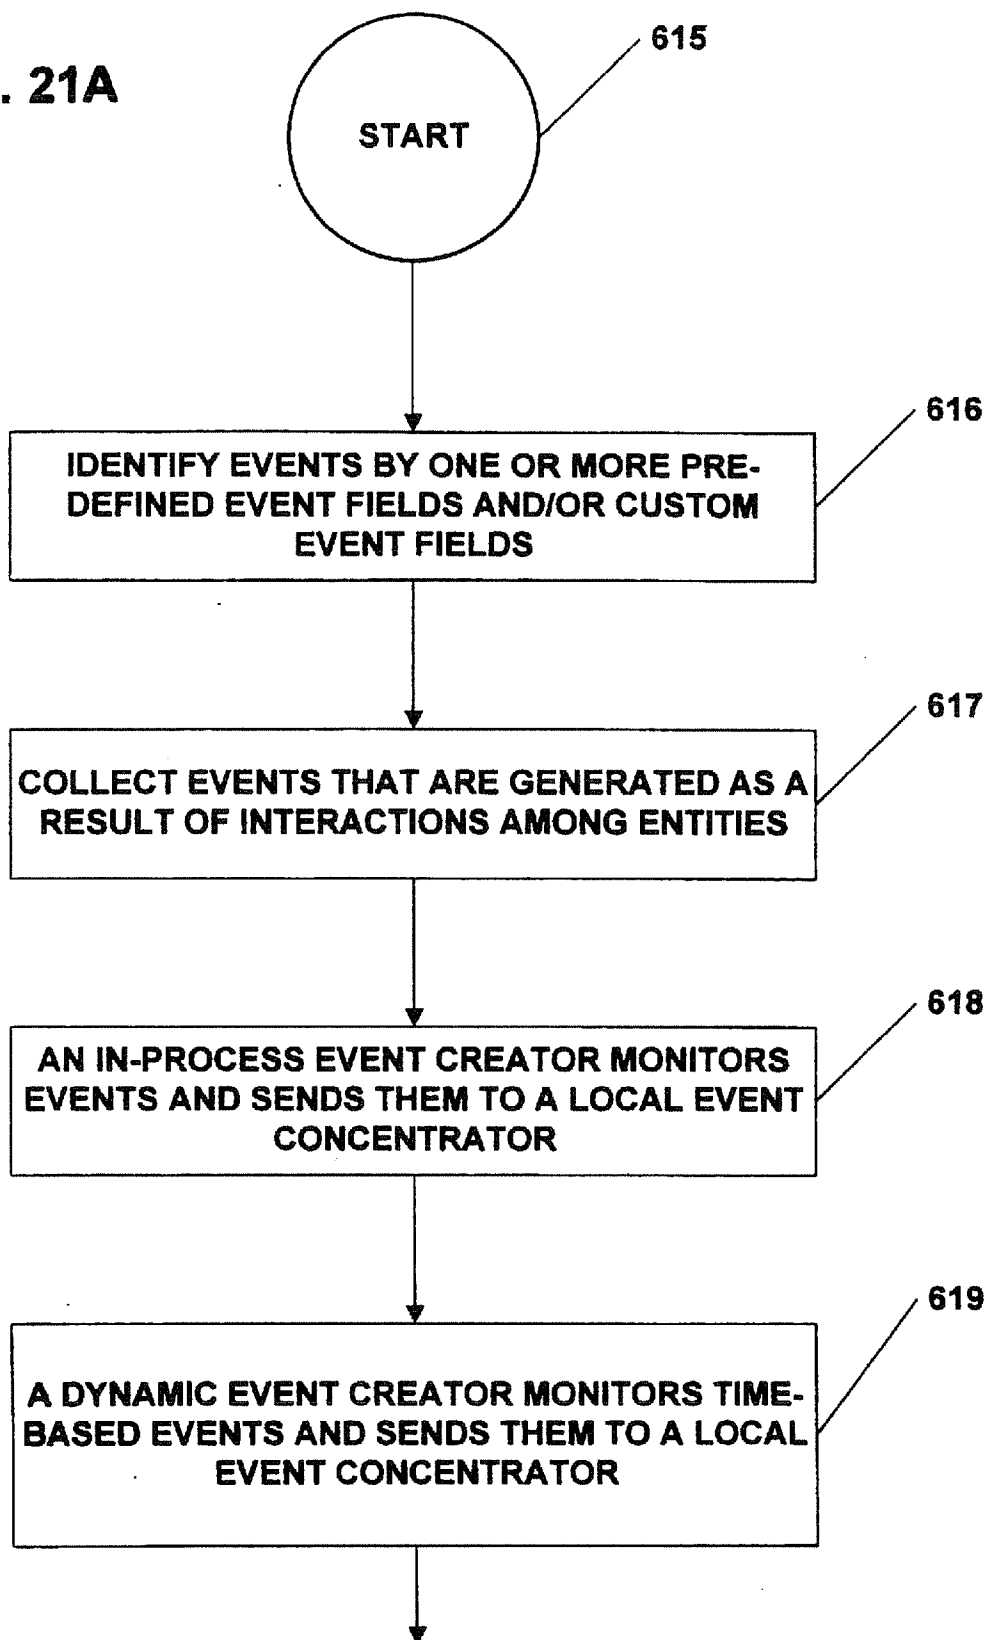 . 21A
615
START
616
IDENTIFY EVENTS BY ONE OR MORE PRE-
DEFINED EVENT FIELDS AND/OR CUSTOM
EVENT FIELDS
617
COLLECT EVENTS THAT ARE GENERATED AS A
RESULT OF INTERACTIONS AMONG ENTITIES
618
AN IN-PROCESS EVENT CREATOR MONITORS
EVENTS AND SENDS THEM TO A LOCAL EVENT
CONCENTRATOR
619
A DYNAMIC EVENT CREATOR MONITORS TIME-
BASED EVENTS AND SENDS THEM TO A LOCAL
EVENT CONCENTRATOR